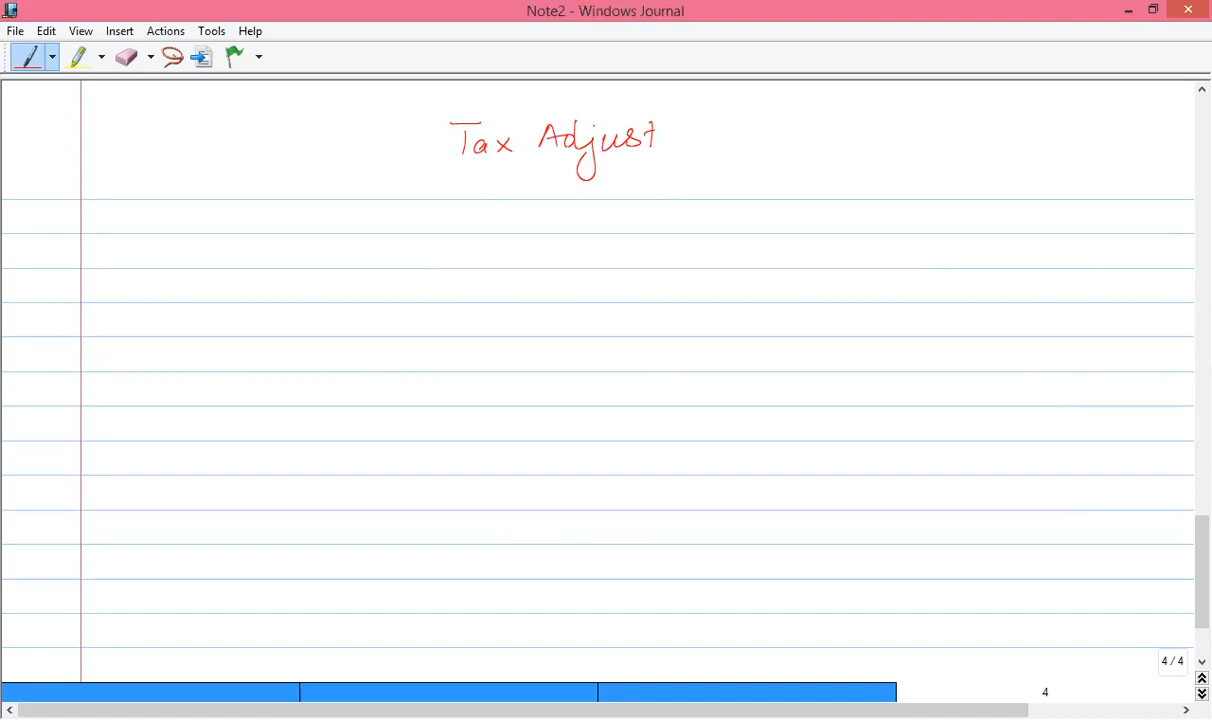 Note2 - Windows Journal
File Edit View Insert Actions Tools Help
Tax Adjust
4 / 4
4